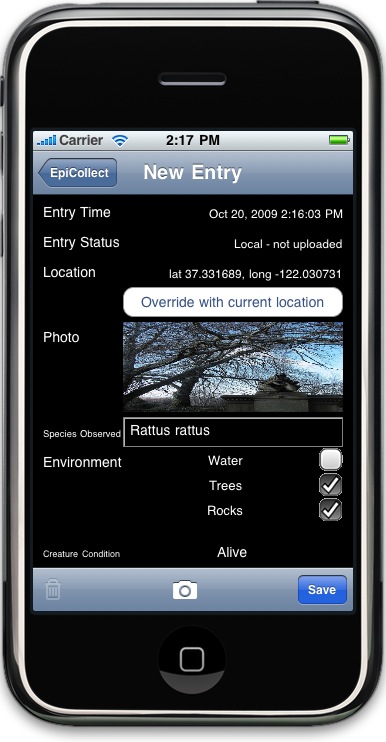 Carrier 2:17 PM
EpiCollect New Entry
Entry Time Oct 20, 2009 2:16:03 PM
Entry Status Local - not uploaded
Location lat 37.331689, long -122.030731
Override with current location
Photo
Species Observed Rattus rattus
Environment Water
Trees
Rocks
Creature Condition Alive
Save